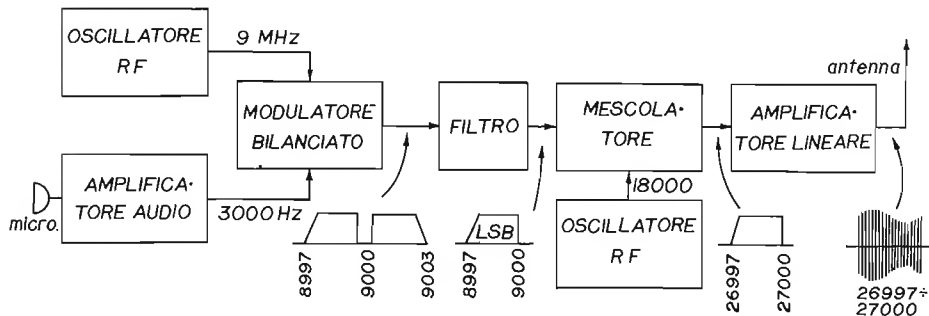 OSCILLATORE
RF
9 MHz
MODULATORE
BILANCIATO
FILTRO
MESCOLA·
TORE
AMPLIFICA·
TORE LINEARE
antenna
AMPLIFICA·
TORE AUDIO
micro.
3000 Hz
8997
9000
9003
LSB
8997
9000
18000
OSCILLATORE
RF
26997
27000
26997÷
27000